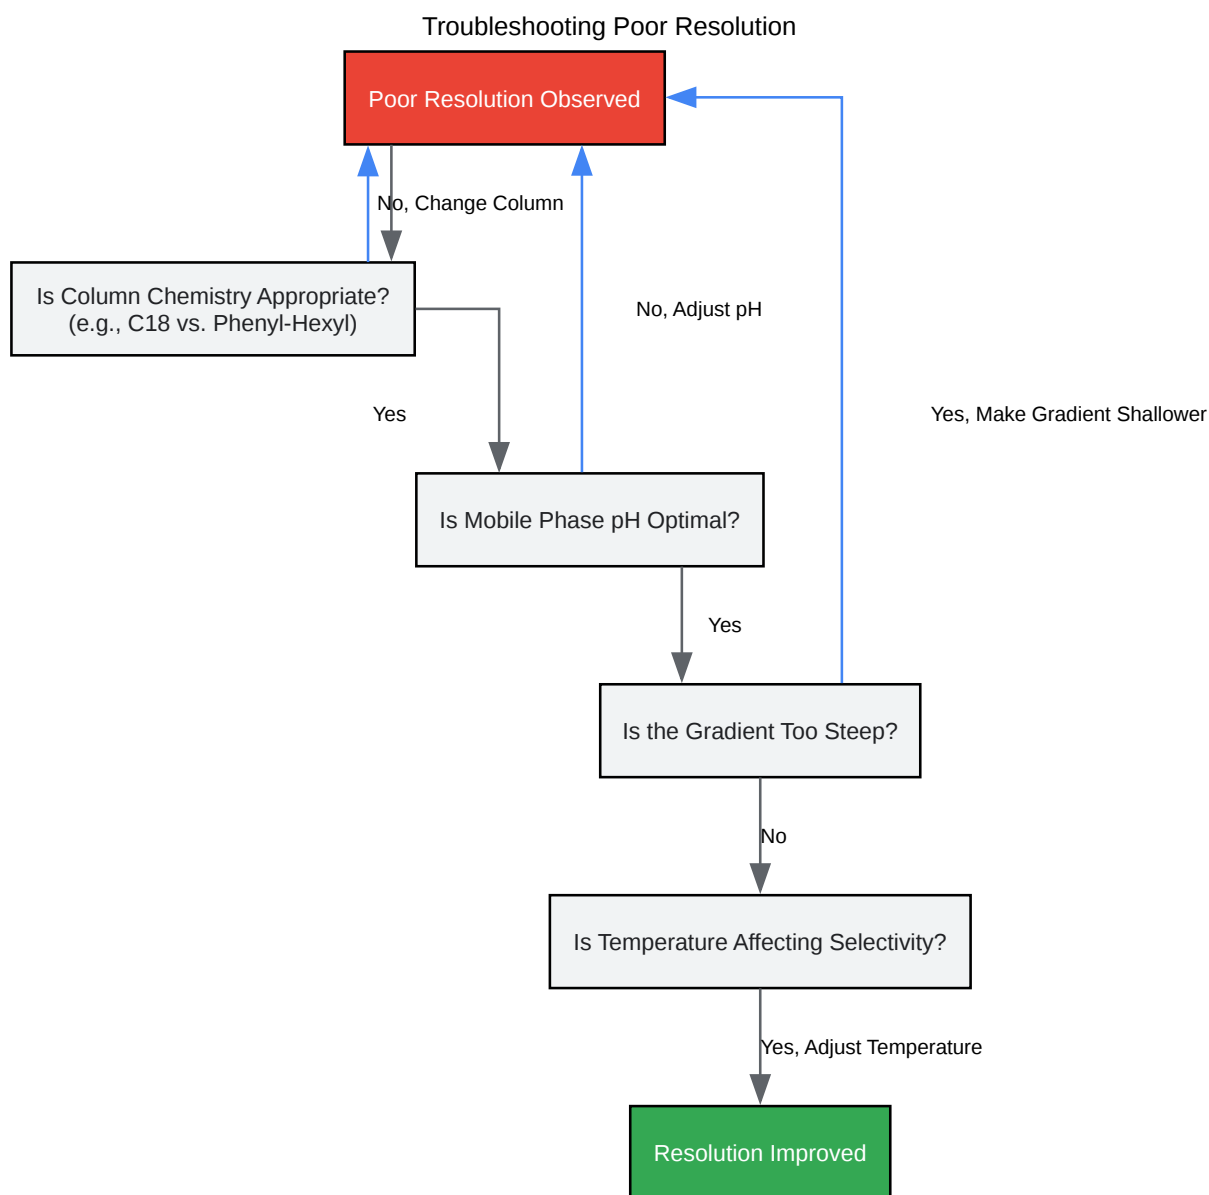 Troubleshooting Poor Resolution
Poor Resolution Observed
No, Change Column
Is Column Chemistry Appropriate?
(e.g., C18 vs. Phenyl-Hexyl)
No, Adjust pH
Yes
Yes, Make Gradient Shallower
Is Mobile Phase pH Optimal?
Yes
Is the Gradient Too Steep?
No
Is Temperature Affecting Selectivity?
Yes, Adjust Temperature
Resolution Improved